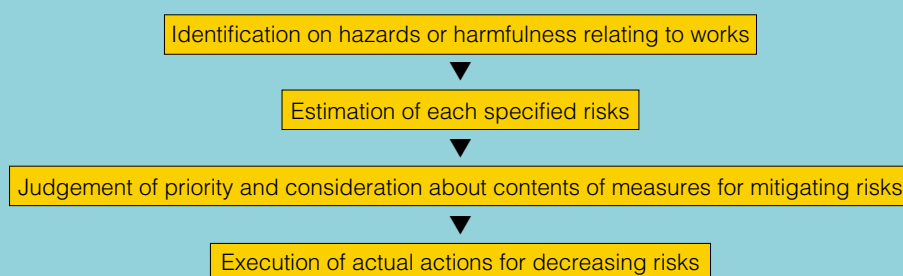 Identification on hazards or harmfulness relating to works
Estimation of each specified risks
Judgement of priority and consideration about contents of measures for mitigating risks
Execution of actual actions for decreasing risks